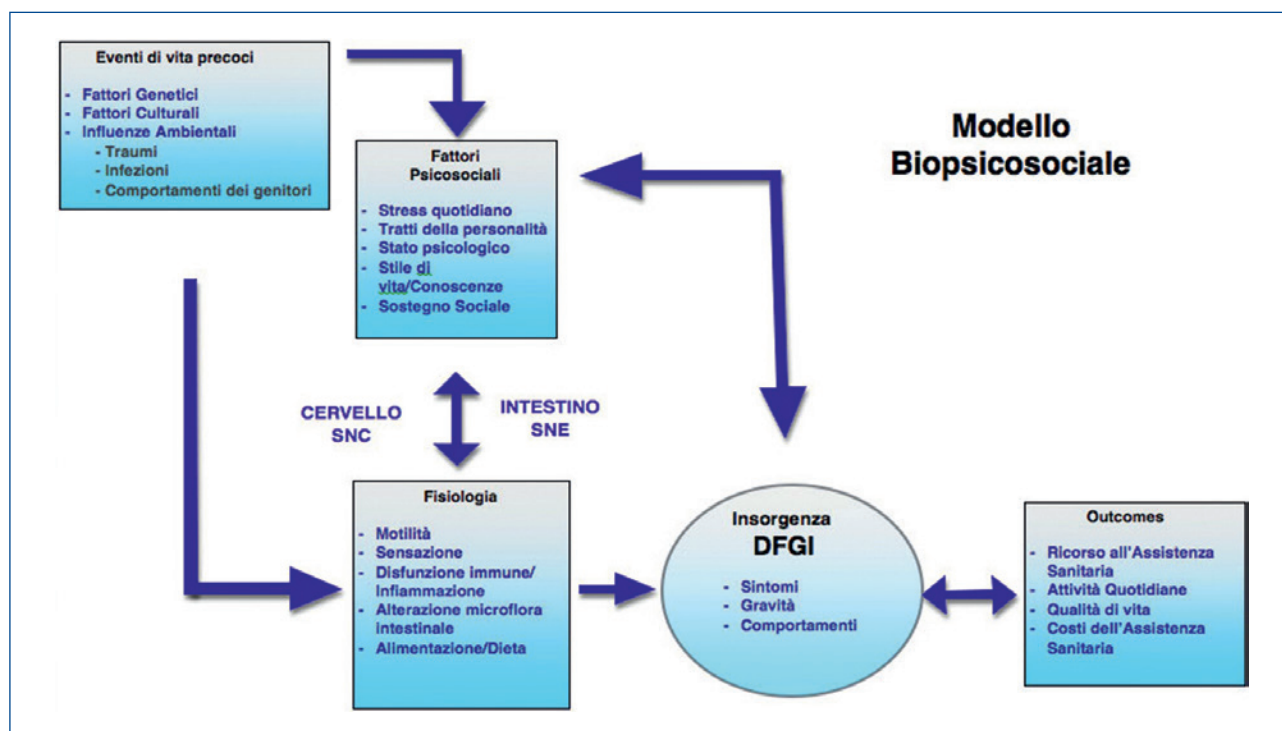 Eventi di vita precoci
- Fattori Genetici
- Fattori Culturali
- Influenze Ambientali
- Traumi
- Infezioni
- Comportamenti dei genitori
Modello
Biopsicosociale
Fattori
Psicosociali
- Stress quotidiano
- Tratti della personalità
- Stato psicologico
- Stile di
vita/Conoscenze
- Sostegno Sociale
CERVELLO
SNC
INTESTINO
SNE
Fisiologia
- Motilità
- Sensazione
- Disfunzione immune/
Infiammazione
- Alterazione microflora
intestinale
- Alimentazione/Dieta
Insorgenza
DFGI
- Sintomi
- Gravità
- Comportamenti
Outcomes
- Ricorso all'Assistenza
Sanitaria
- Attività Quotidiane
- Qualità di vita
- Costi dell'Assistenza
Sanitaria